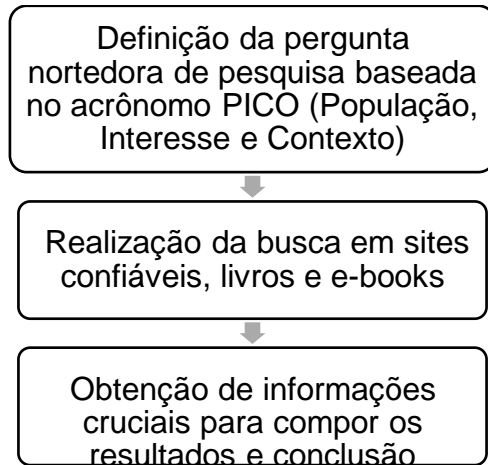 Definição da pergunta
nortedora de pesquisa baseada
no acrônomo PICO (População,
Interesse e Contexto)
Realização da busca em sites
confiáveis, livros e e-books
Obtenção de informações
cruciais para compor os
resultados e conclusão